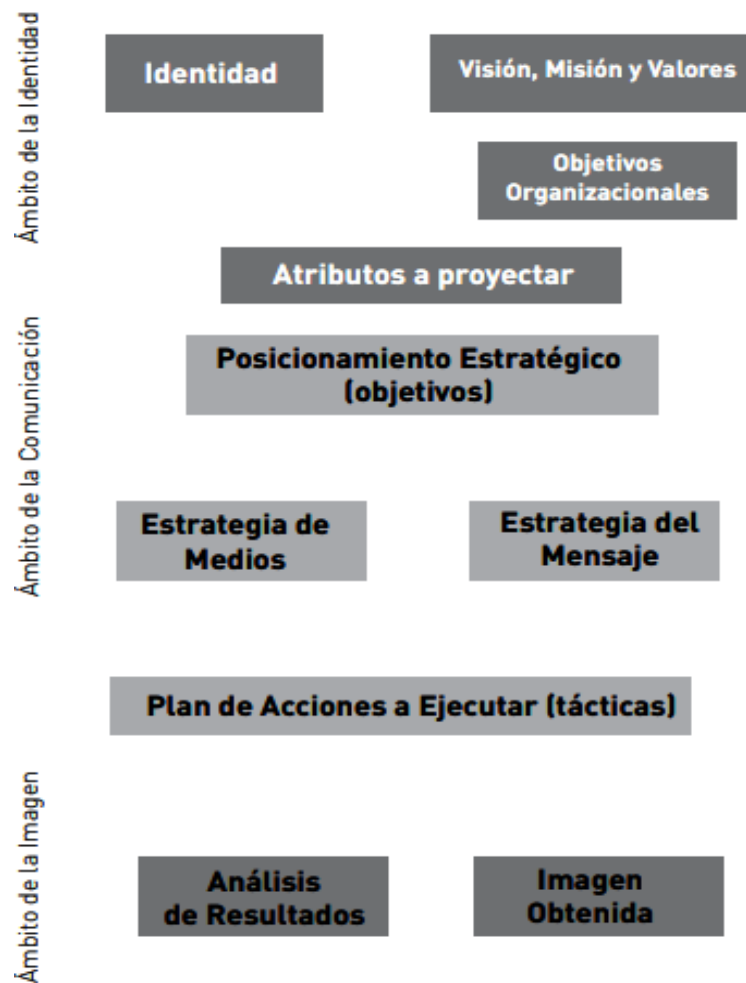 Ámbito de la Identidad
Identidad
Visión, Misión y Valores
Objetivos
Organizacionales
Atributos a proyectar
Ámbito de la Comunicación
Posicionamiento Estratégico
(objetivos)
Estrategia de
Medios
Estrategia del
Mensaje
Plan de Acciones a Ejecutar (tácticas)
Ámbito de la Imagen
Análisis
de Resultados
Imagen
Obtenida